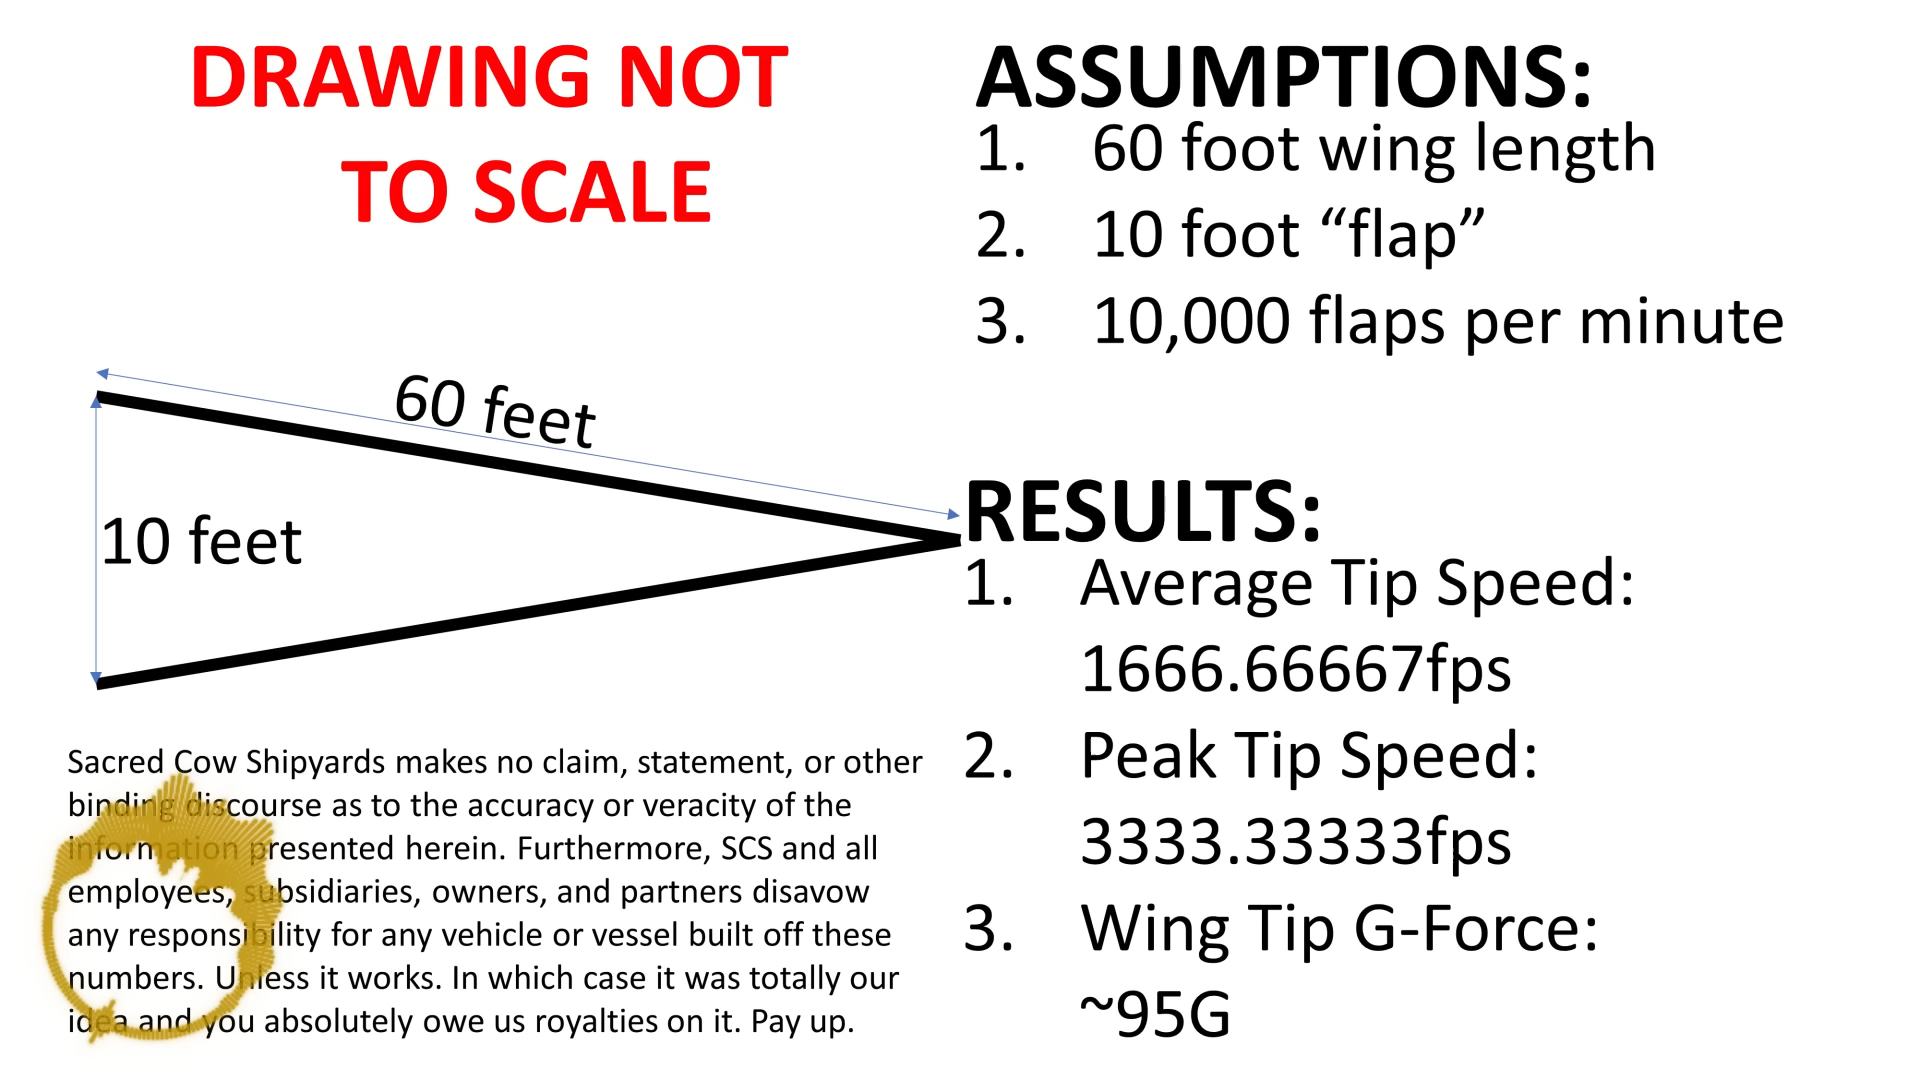 DRAWING NOT
TO SCALE
60 feet
10 feet
Sacred Cow Shipyards makes no claim, statement, or other
binding discourse as to the accuracy or veracity of the
information presented herein. Furthermore, SCS and all
employees, subsidiaries, owners, and partners disavow
any responsibility for any vehicle or vessel built off these
numbers. Unless it works. In which case it was totally our
idea and you absolutely owe us royalties on it. Pay up.
ASSUMPTIONS:
1. 60 foot wing length
2. 10 foot “flap”
3. 10,000 flaps per minute
RESULTS:
1. Average Tip Speed:
1666.66667fps
2. Peak Tip Speed:
3333.33333fps
3. Wing Tip G-Force:
~95G